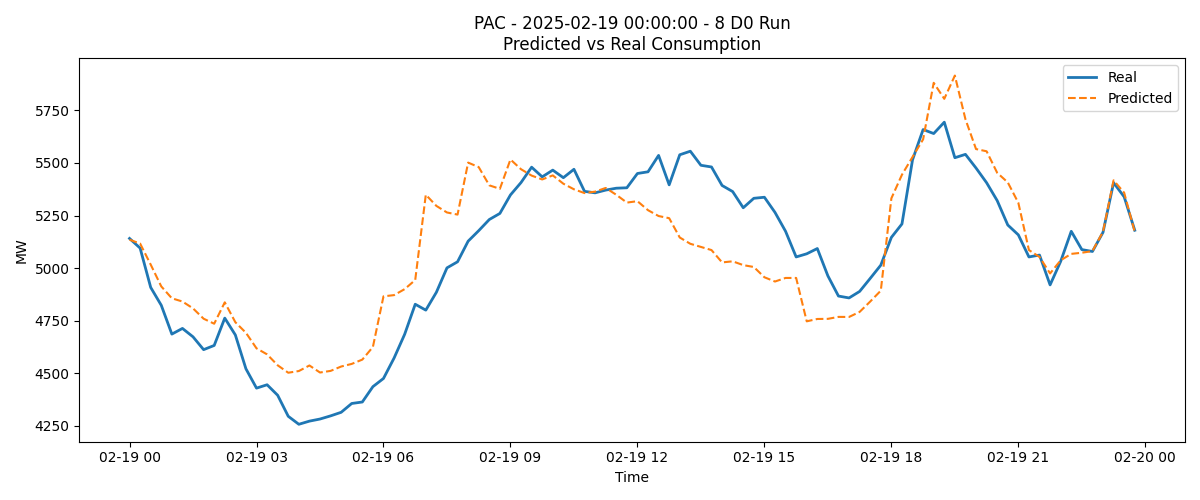 PAC - 2025-02-19 00:00:00 - 8 D0 Run
Predicted vs Real Consumption
Real
Predicted
MW
5750
5500
5250
5000
4750
4500
4250
02-19 00
02-19 03
02-19 06
02-19 09
02-19 12
02-19 15
02-19 18
02-19 21
02-20 00
Time